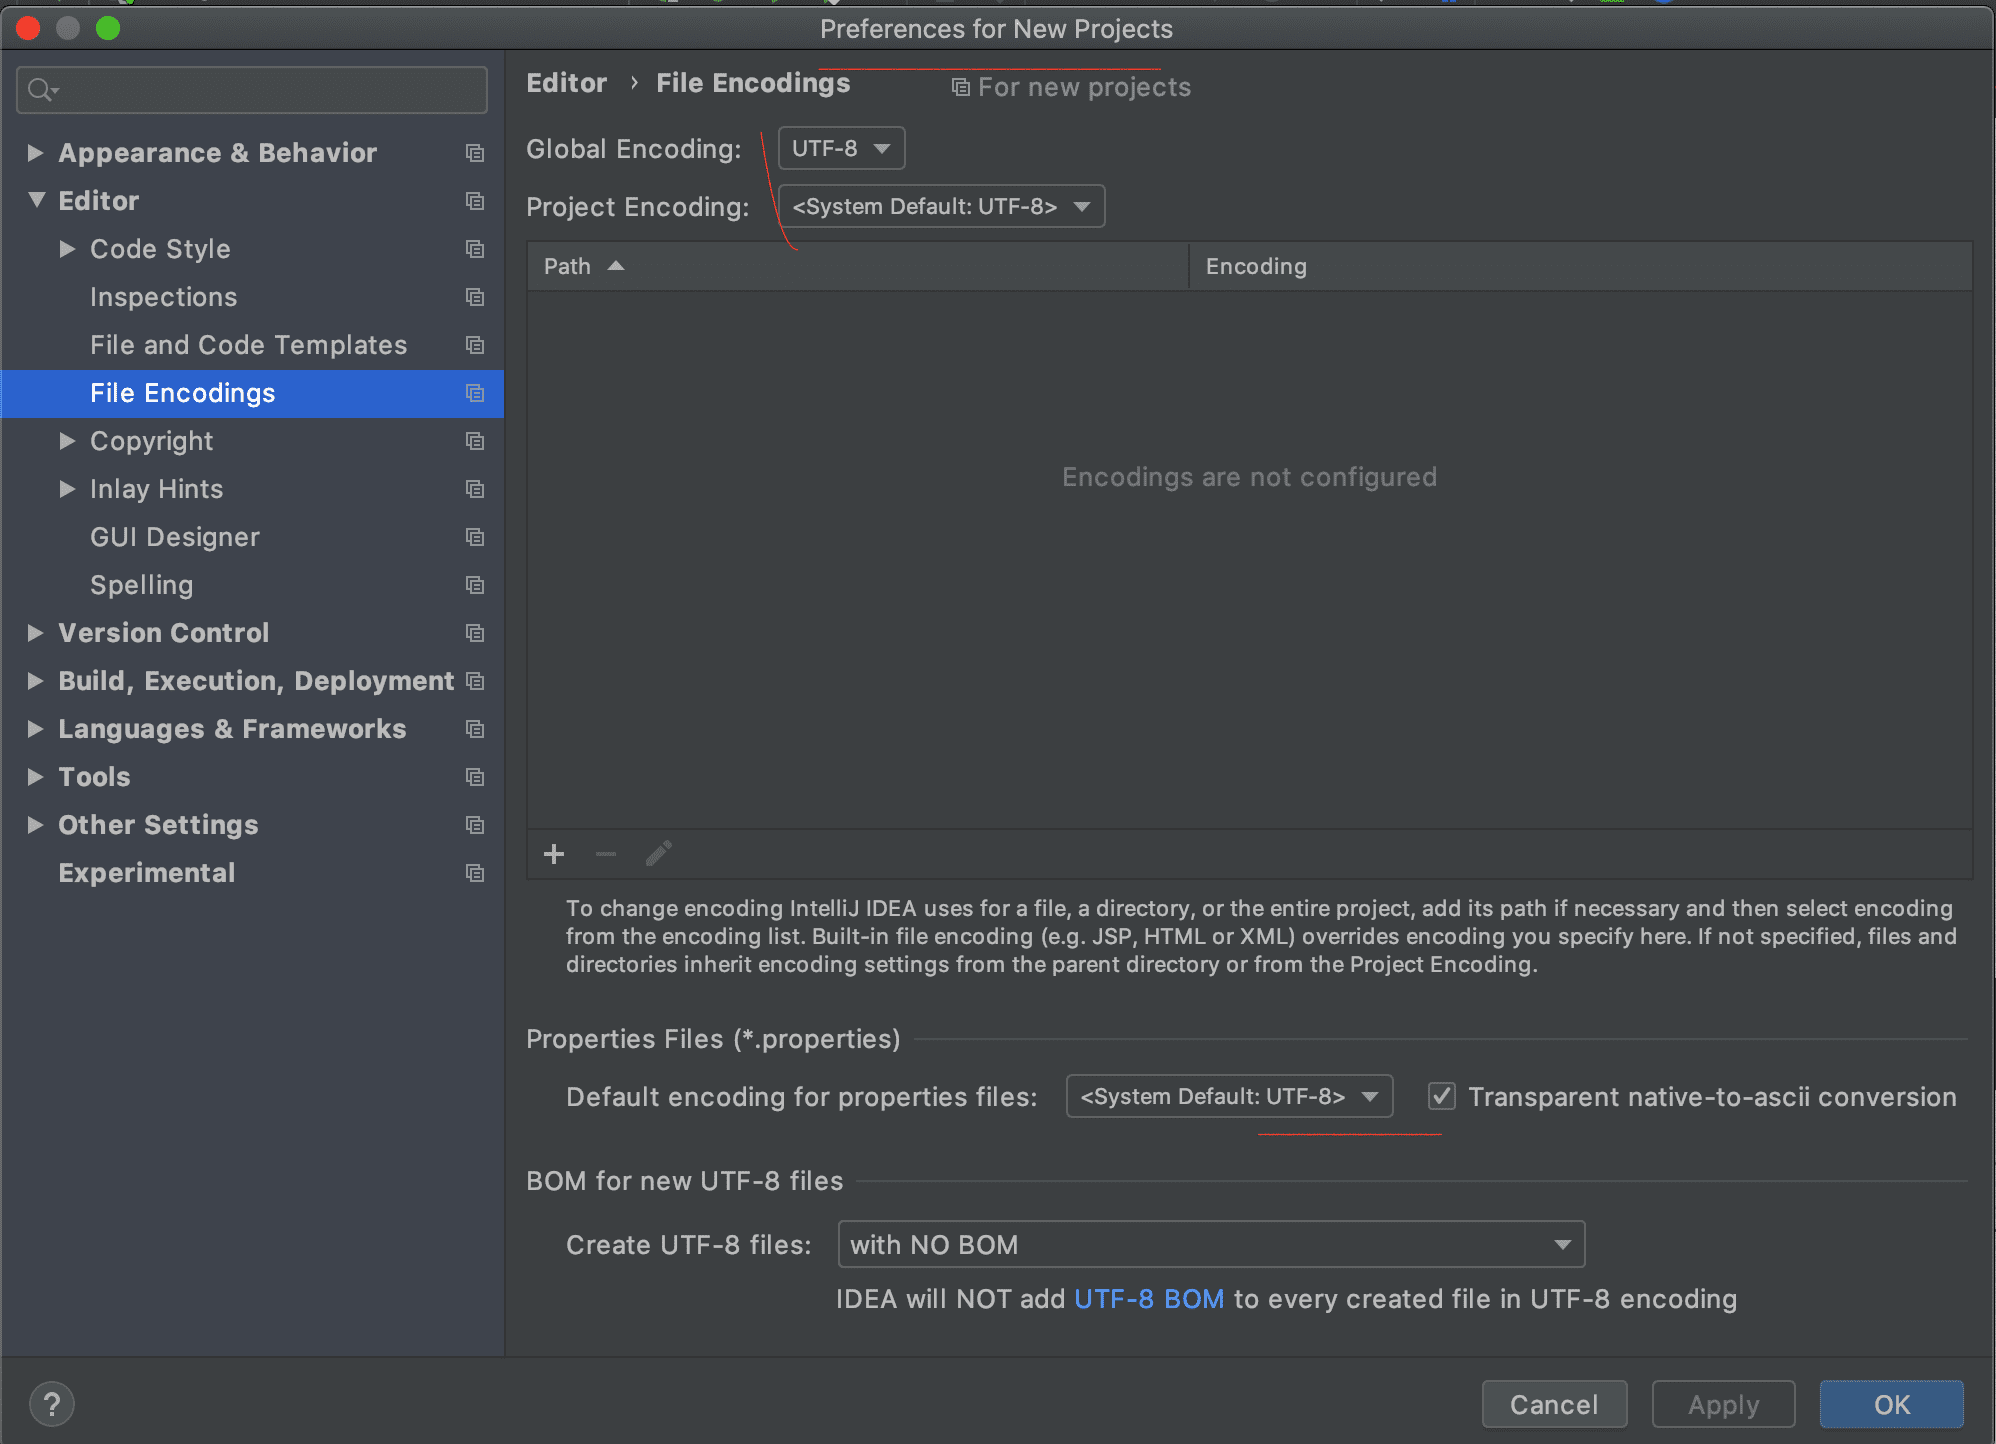 Preferences for New Projects
Editor › File Encodings For new projects
Appearance & Behavior
Editor
Code Style
Inspections
File and Code Templates
File Encodings
Copyright
Inlay Hints
GUI Designer
Spelling
Version Control
Build, Execution, Deployment
Languages & Frameworks
Tools
Other Settings
Experimental
Global Encoding: UTF-8
Project Encoding: <System Default: UTF-8>
Path Encoding
Encodings are not configured
To change encoding IntelliJ IDEA uses for a file, a directory, or the entire project, add its path if necessary and then select encoding
from the encoding list. Built-in file encoding (e.g. JSP, HTML or XML) overrides encoding you specify here. If not specified, files and
directories inherit encoding settings from the parent directory or from the Project Encoding.
Properties Files (*.properties)
Default encoding for properties files: <System Default: UTF-8> Transparent native-to-ascii conversion
BOM for new UTF-8 files
Create UTF-8 files: with NO BOM
IDEA will NOT add UTF-8 BOM to every created file in UTF-8 encoding
? Cancel Apply OK